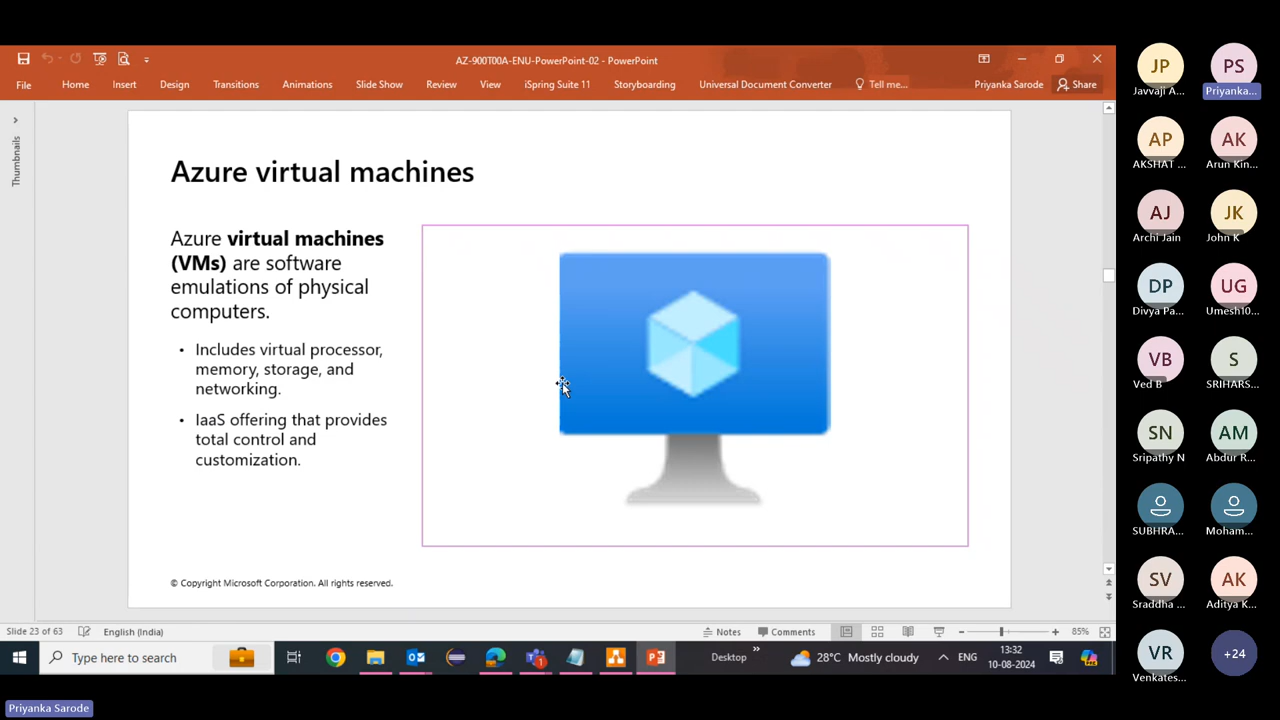 AZ-900T00A-ENU-PowerPoint-02 - PowerPoint
File Home Insert Design Transitions Animations Slide Show Review View iSpring Suite 11 Storyboarding Universal Document Converter Tell me... Priyanka Sarode Share
Thumbnails
Azure virtual machines
Azure virtual machines
(VMs) are software
emulations of physical
computers.
• Includes virtual processor,
memory, storage, and
networking.
• IaaS offering that provides
total control and
customization.
© Copyright Microsoft Corporation. All rights reserved.
Slide 23 of 63 English (India) Notes Comments 85%
Type here to search Desktop 28°C Mostly cloudy ENG 13:32
10-08-2024
Priyanka Sarode
JP PS
Javvaji A... Priyanka...
AP AK
AKSHAT ... Arun Kin...
AJ JK
Archi Jain John K
DP UG
Divya Pa... Umesh10...
VB S
Ved B SRIHARS...
SN AM
Sripathy N Abdur R...
SUBHRA... Moham...
SV AK
Sraddha ... Aditya K...
VR +24
Venkates...